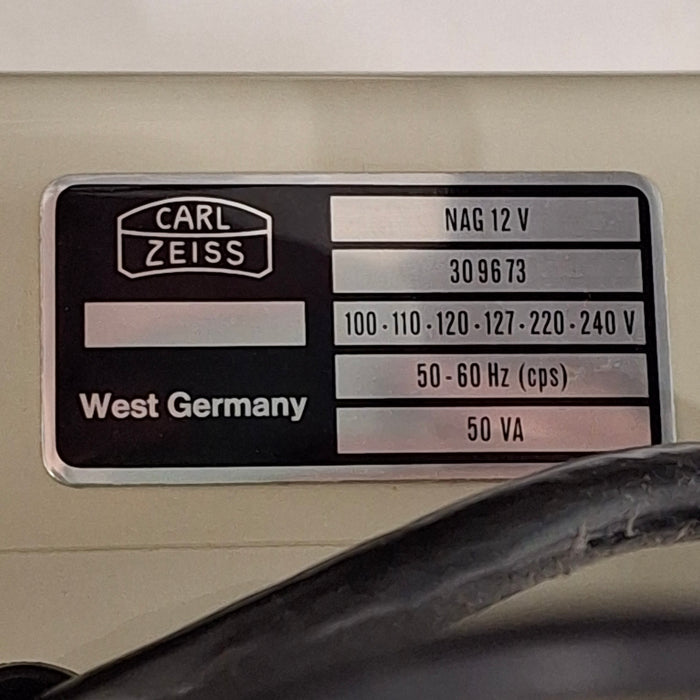 CARL
ZEISS
West Germany
NAG 12 V
30 96 73
100 · 110 · 120 · 127 · 220 · 240 V
50 - 60 Hz (cps)
50 VA